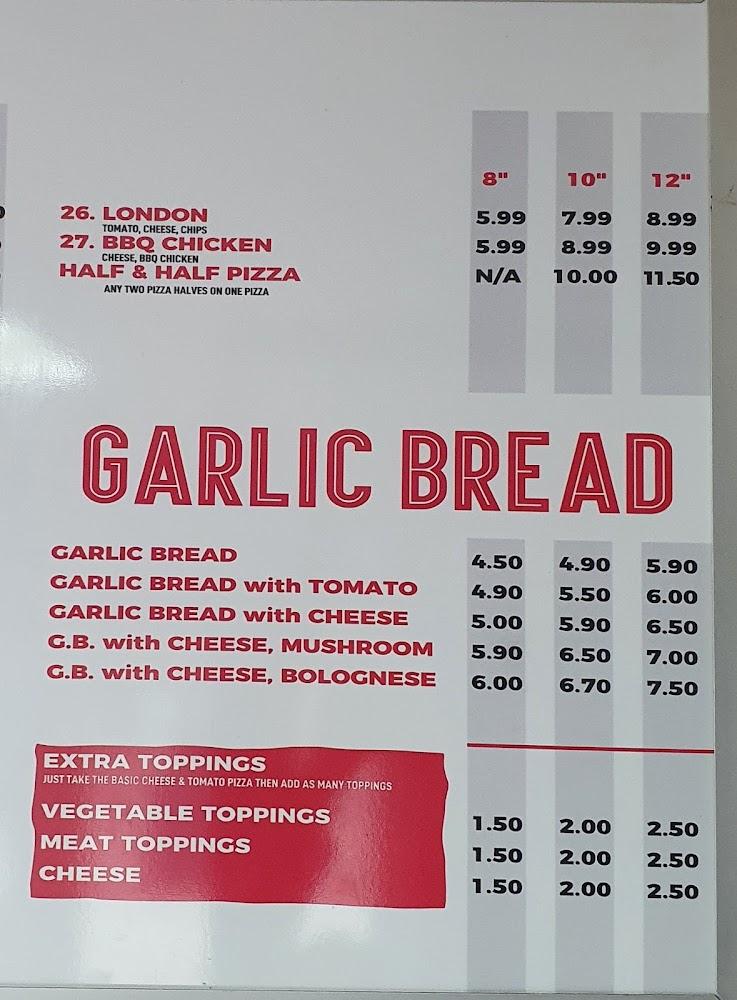 8" 10" 12"
26. LONDON 5.99 7.99 8.99
TOMATO, CHEESE, CHIPS
27. BBQ CHICKEN 5.99 8.99 9.99
CHEESE, BBQ CHICKEN
HALF & HALF PIZZA N/A 10.00 11.50
ANY TWO PIZZA HALVES ON ONE PIZZA
GARLIC BREAD
GARLIC BREAD 4.50 4.90 5.90
GARLIC BREAD with TOMATO 4.90 5.50 6.00
GARLIC BREAD with CHEESE 5.00 5.90 6.50
G.B. with CHEESE, MUSHROOM 5.90 6.50 7.00
G.B. with CHEESE, BOLOGNESE 6.00 6.70 7.50
EXTRA TOPPINGS
JUST TAKE THE BASIC CHEESE & TOMATO PIZZA THEN ADD AS MANY TOPPINGS
VEGETABLE TOPPINGS 1.50 2.00 2.50
MEAT TOPPINGS 1.50 2.00 2.50
CHEESE 1.50 2.00 2.50